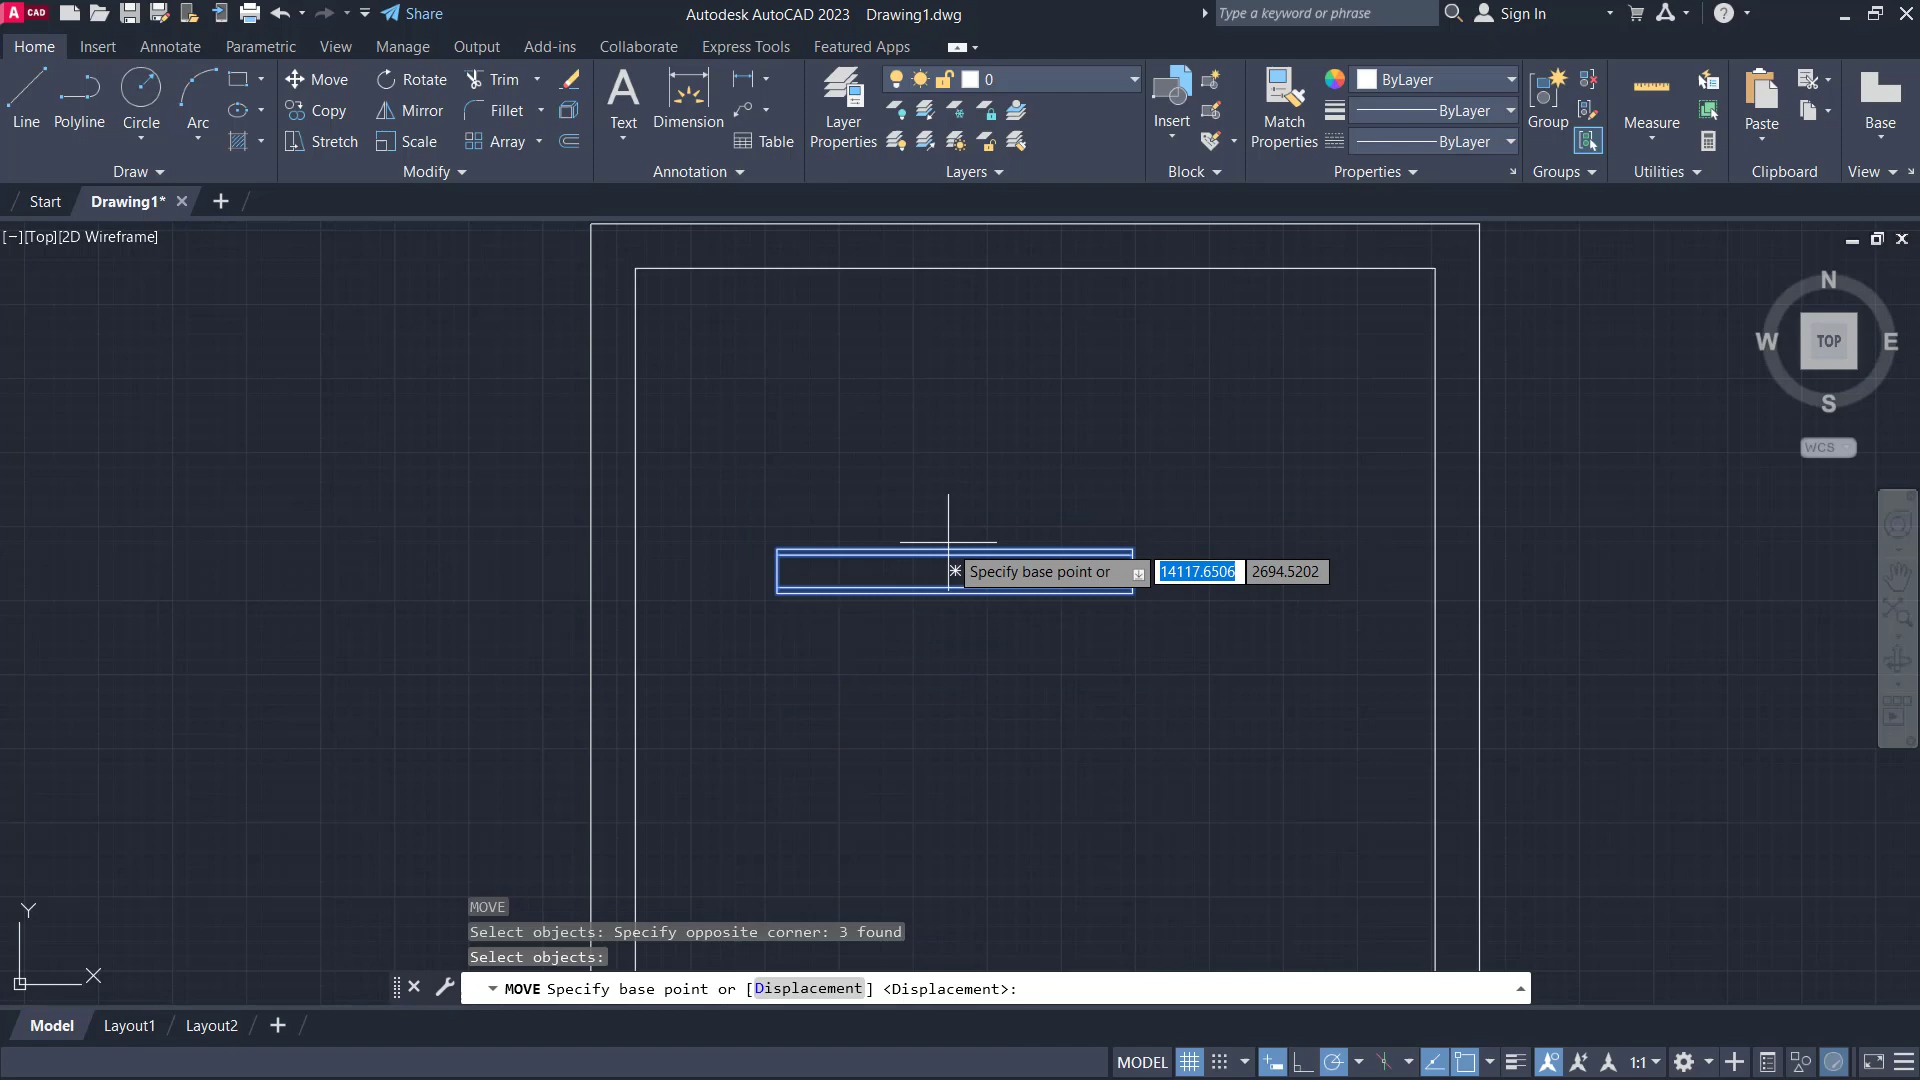 A CAD Share Autodesk AutoCAD 2023 Drawing1.dwg Type a keyword or phrase Sign In ?
Home Insert Annotate Parametric View Manage Output Add-ins Collaborate Express Tools Featured Apps
Move Rotate Trim 0 ByLayer
Copy Mirror Fillet ByLayer
Line Polyline Circle Arc Text Dimension Layer Insert Match Group Measure Paste Base
Stretch Scale Array Table Properties Properties ByLayer
Draw Modify Annotation Layers Block Properties Groups Utilities Clipboard View
Start Drawing1*
[−][Top][2D Wireframe]
N
W TOP E
S
WCS
Specify base point or 14117.6506 2694.5202
MOVE
Y
Select objects: Specify opposite corner: 3 found
Select objects:
X
MOVE Specify base point or [Displacement] <Displacement>:
Model Layout1 Layout2
MODEL 1:1